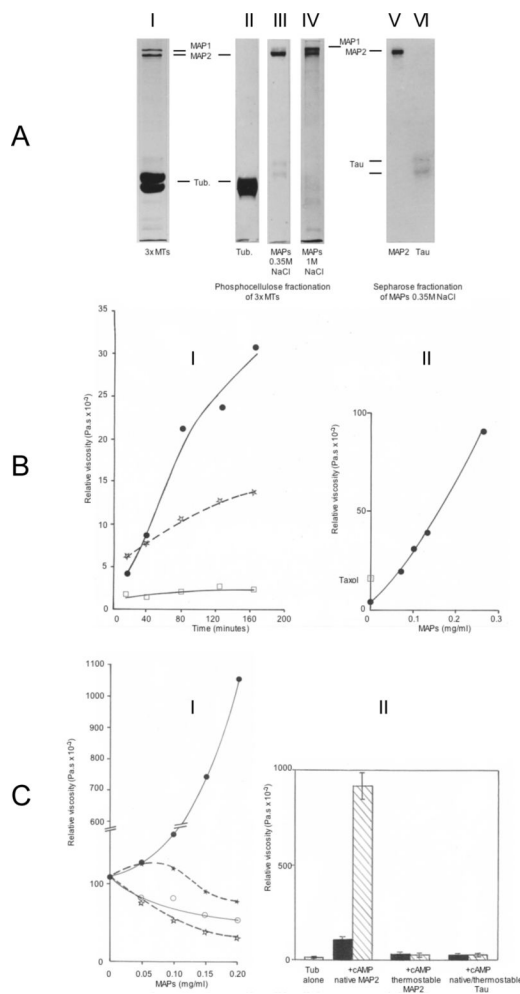 I II III IV V VI
A
MAP1
MAP2
MAP1
MAP2
Tub.
Tau
3x MTs
Tub.
MAPs 0.35M NaCl
MAPs 1M NaCl
MAP2
Tau
Phosphocellulose fractionation
of 3x MTs
Sepharose fractionation
of MAPs 0.35M NaCl
B
I
Relative viscosity (Pa.s x 10⁻³)
35
30
25
20
15
10
5
0
0 40 80 120 160 200
Time (minutes)
II
Relative viscosity (Pa.s x 10⁻³)
100
50
Taxol
0
0 0.1 0.2 0.3
MAPs (mg/ml)
C
I
Relative viscosity (Pa.s x 10⁻³)
1100
1000
900
800
700
600
100
0
0 0.05 0.10 0.15 0.20
MAPs (mg/ml)
II
Relative viscosity (Pa.s x 10⁻³)
1000
500
0
Tub
alone
+cAMP
native MAP2
+cAMP
thermostable
MAP2
+cAMP
native/thermostable
Tau